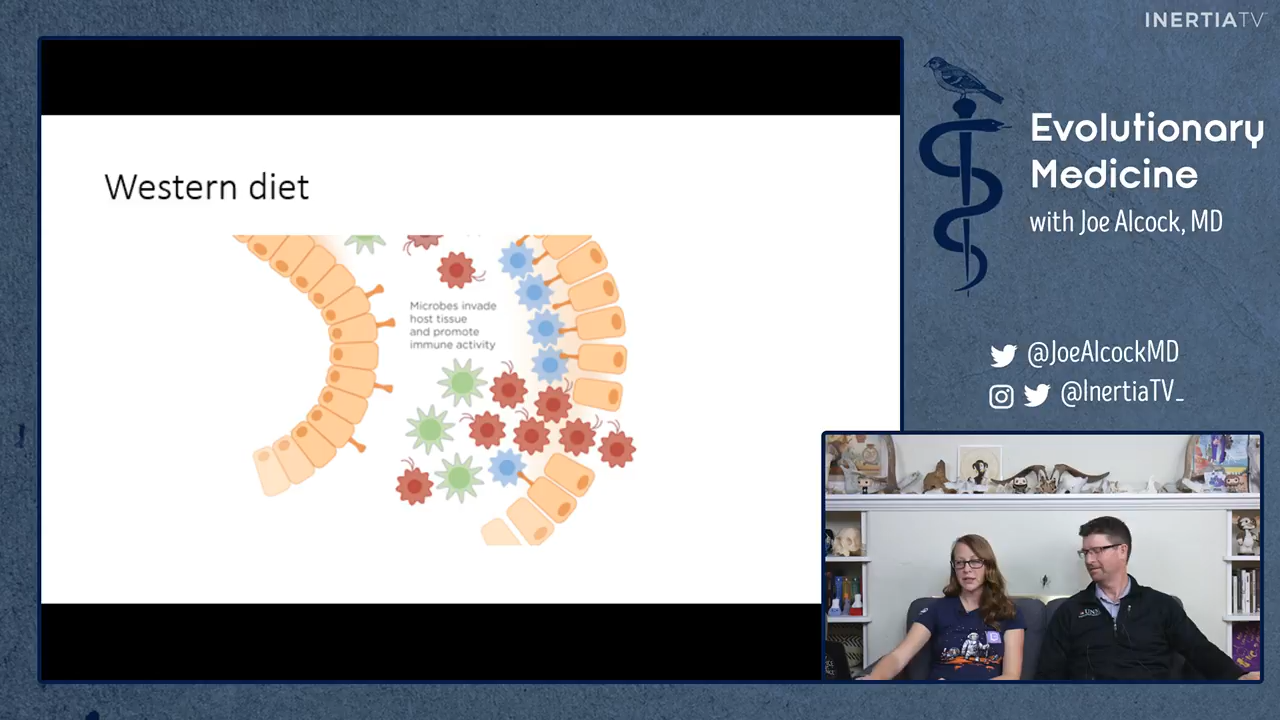 INERTIATV
Western diet
Microbes invade
host tissue
and promote
immune activity
Evolutionary
Medicine
with Joe Alcock, MD
@JoeAlcockMD
@InertiaTV_